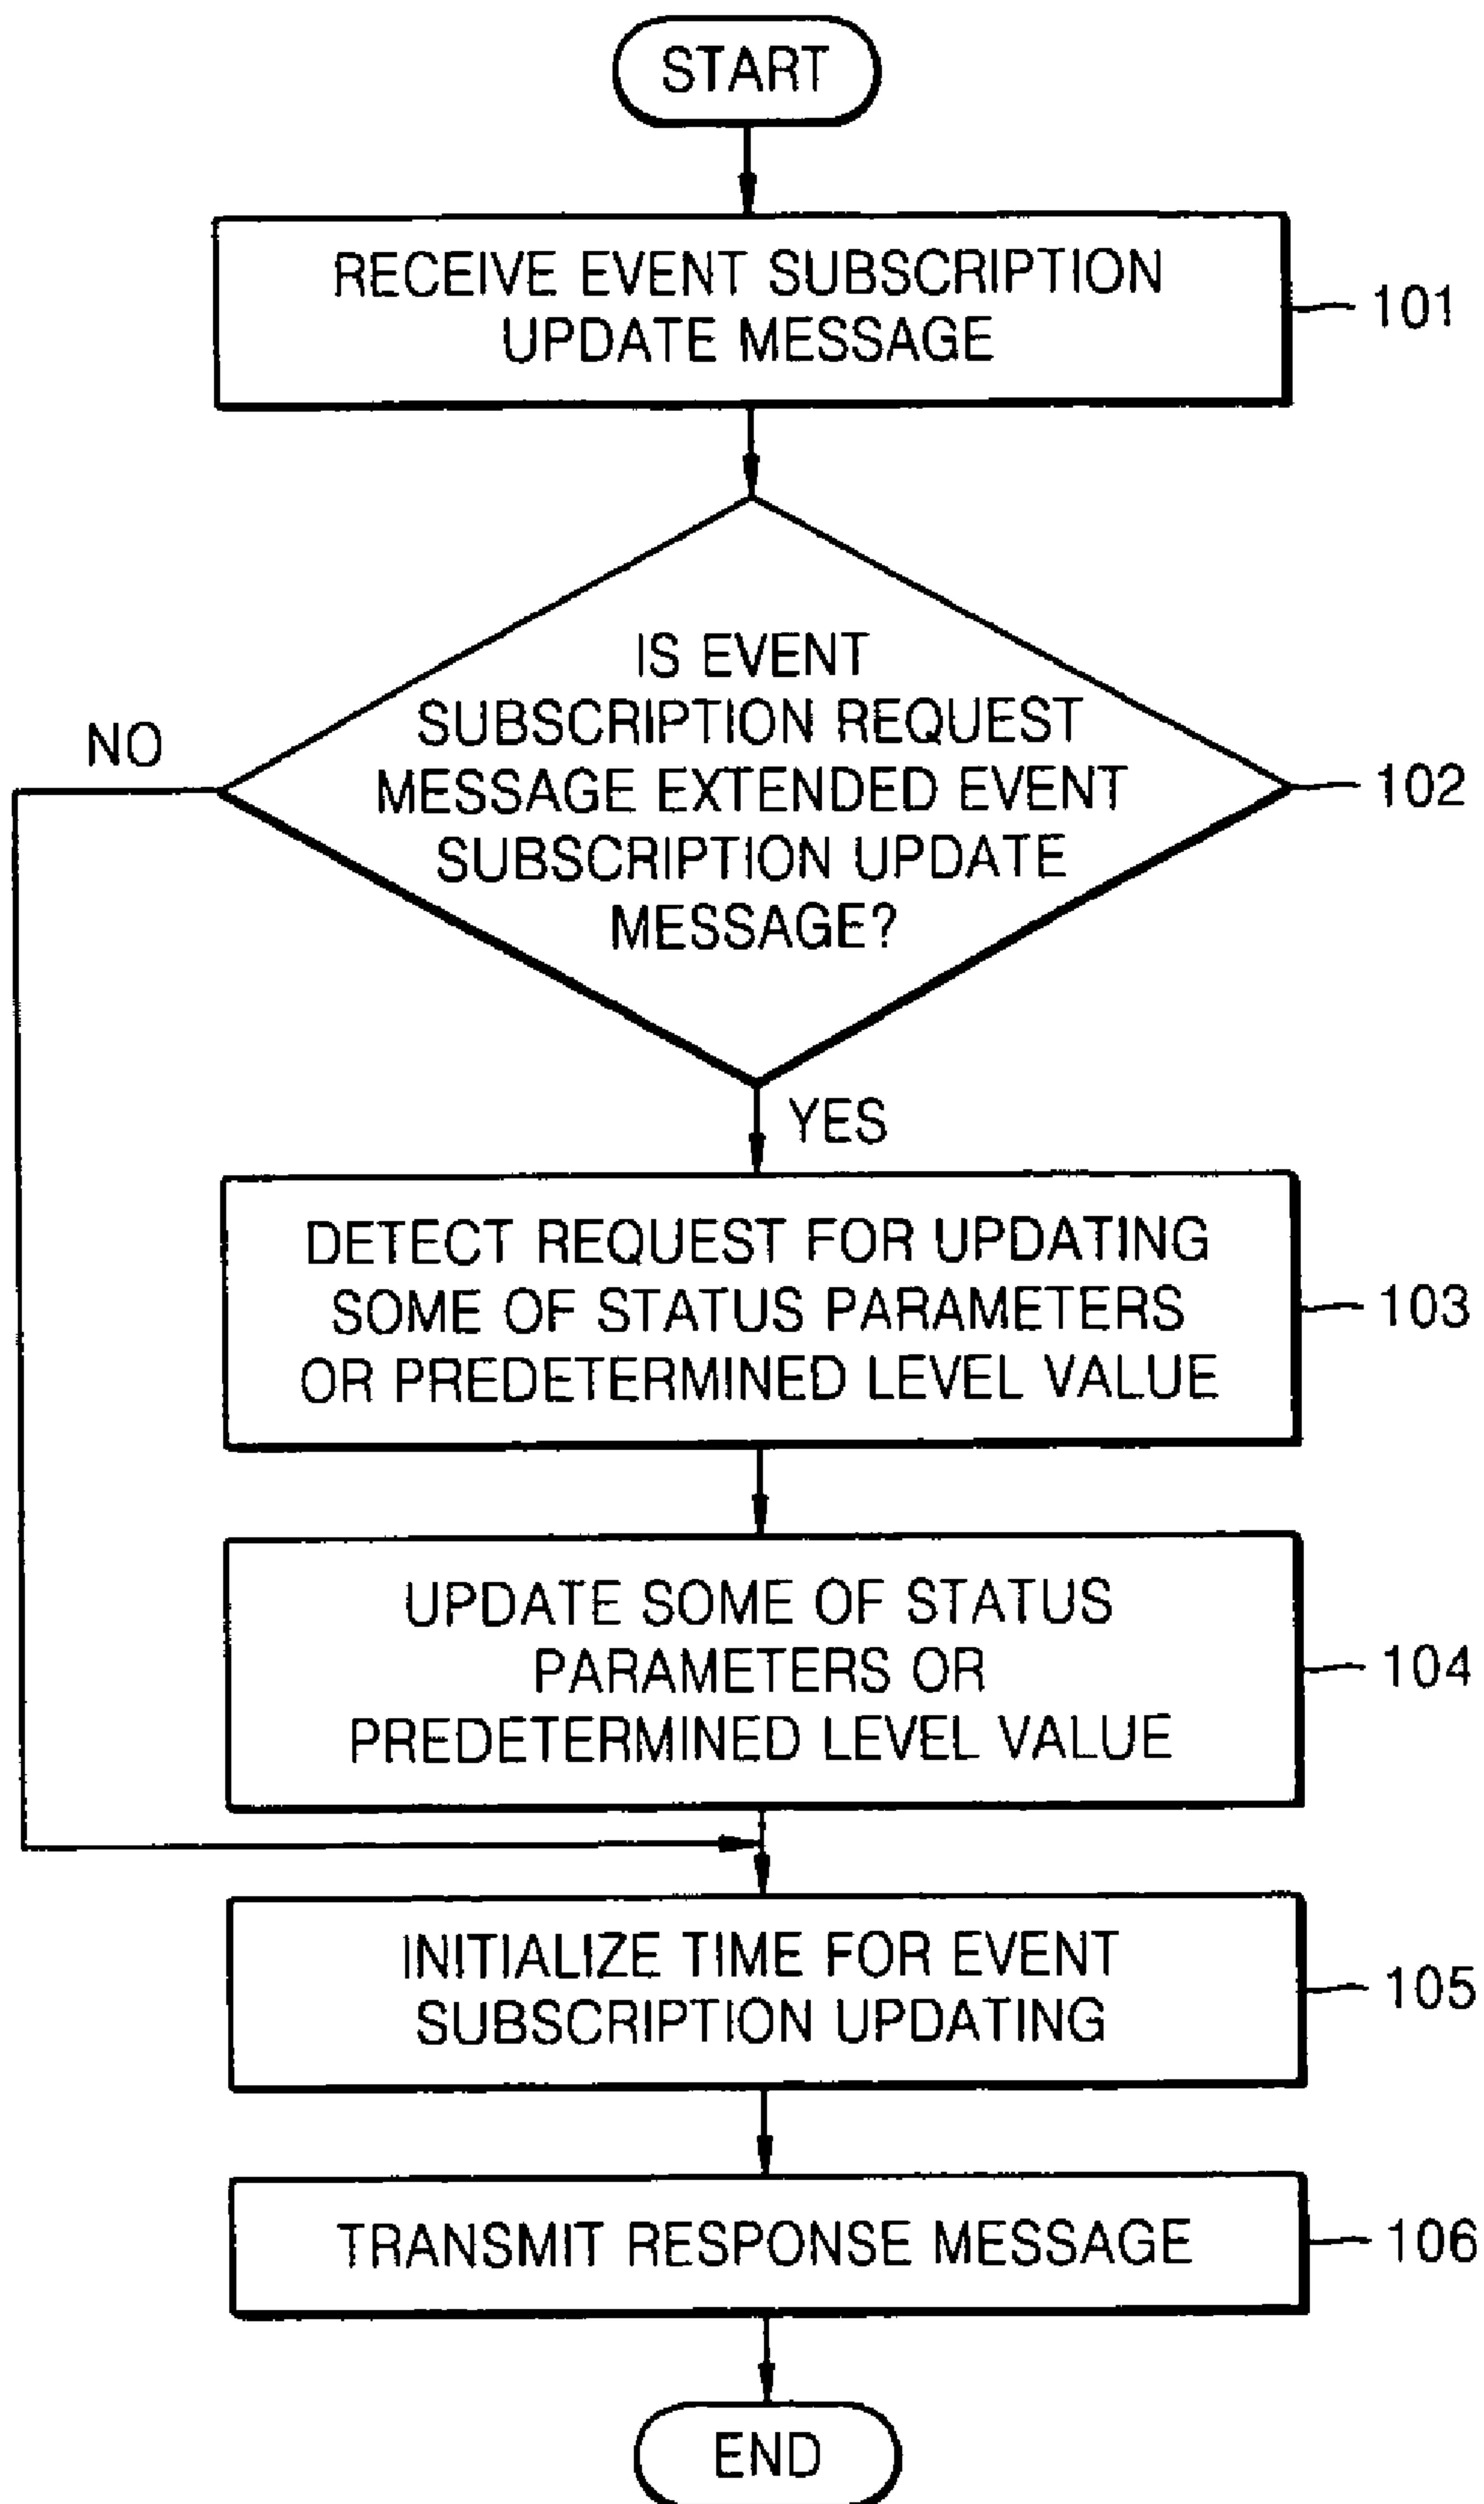 START
RECEIVE EVENT SUBSCRIPTION
UPDATE MESSAGE
101
IS EVENT
SUBSCRIPTION REQUEST
MESSAGE EXTENDED EVENT
SUBSCRIPTION UPDATE
MESSAGE?
NO
102
YES
DETECT REQUEST FOR UPDATING
SOME OF STATUS PARAMETERS
OR PREDETERMINED LEVEL VALUE
103
UPDATE SOME OF STATUS
PARAMETERS OR
PREDETERMINED LEVEL VALUE
104
INITIALIZE TIME FOR EVENT
SUBSCRIPTION UPDATING
105
TRANSMIT RESPONSE MESSAGE
106
END